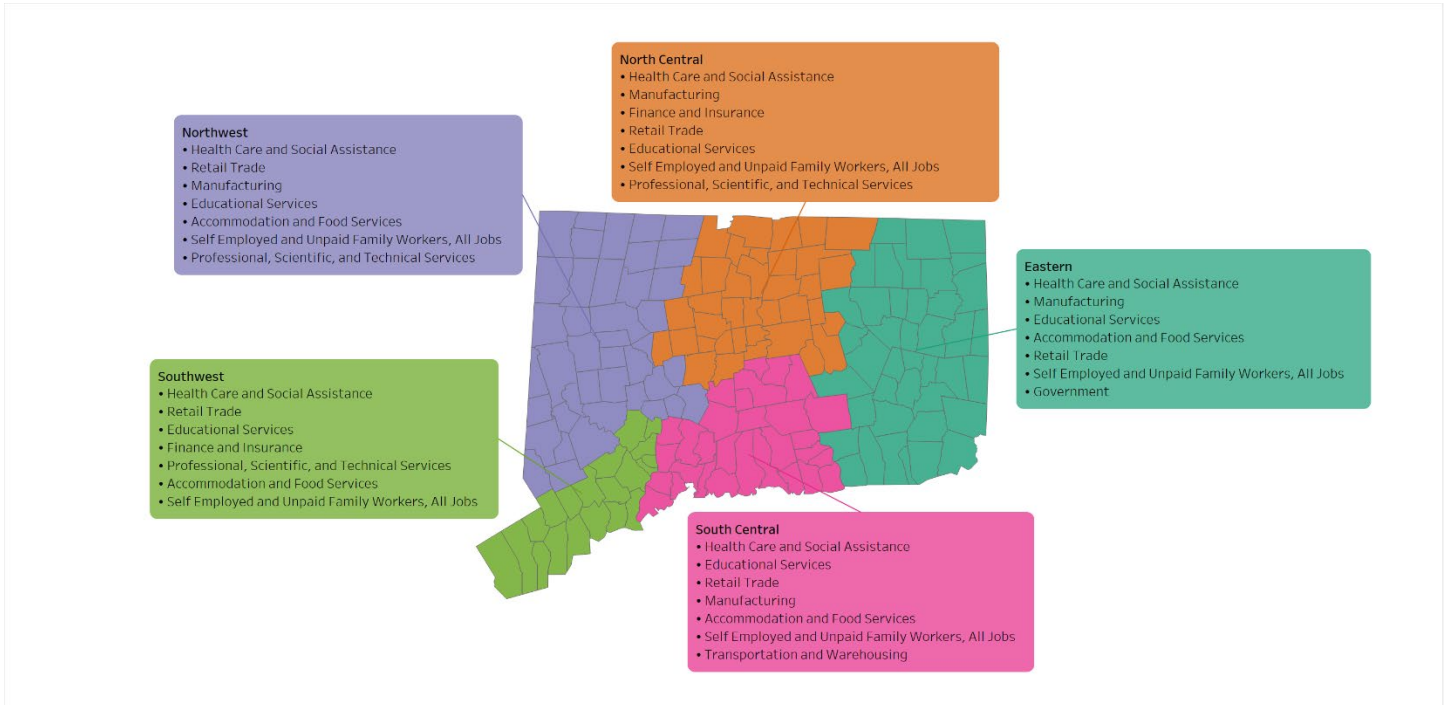 North Central
• Health Care and Social Assistance
• Manufacturing
• Finance and Insurance
• Retail Trade
• Educational Services
• Self Employed and Unpaid Family Workers, All Jobs
• Professional, Scientific, and Technical Services
Northwest
• Health Care and Social Assistance
• Retail Trade
• Manufacturing
• Educational Services
• Accommodation and Food Services
• Self Employed and Unpaid Family Workers, All Jobs
• Professional, Scientific, and Technical Services
Eastern
• Health Care and Social Assistance
• Manufacturing
• Educational Services
• Accommodation and Food Services
• Retail Trade
• Self Employed and Unpaid Family Workers, All Jobs
• Government
Southwest
• Health Care and Social Assistance
• Retail Trade
• Educational Services
• Finance and Insurance
• Professional, Scientific, and Technical Services
• Accommodation and Food Services
• Self Employed and Unpaid Family Workers, All Jobs
South Central
• Health Care and Social Assistance
• Educational Services
• Retail Trade
• Manufacturing
• Accommodation and Food Services
• Self Employed and Unpaid Family Workers, All Jobs
• Transportation and Warehousing